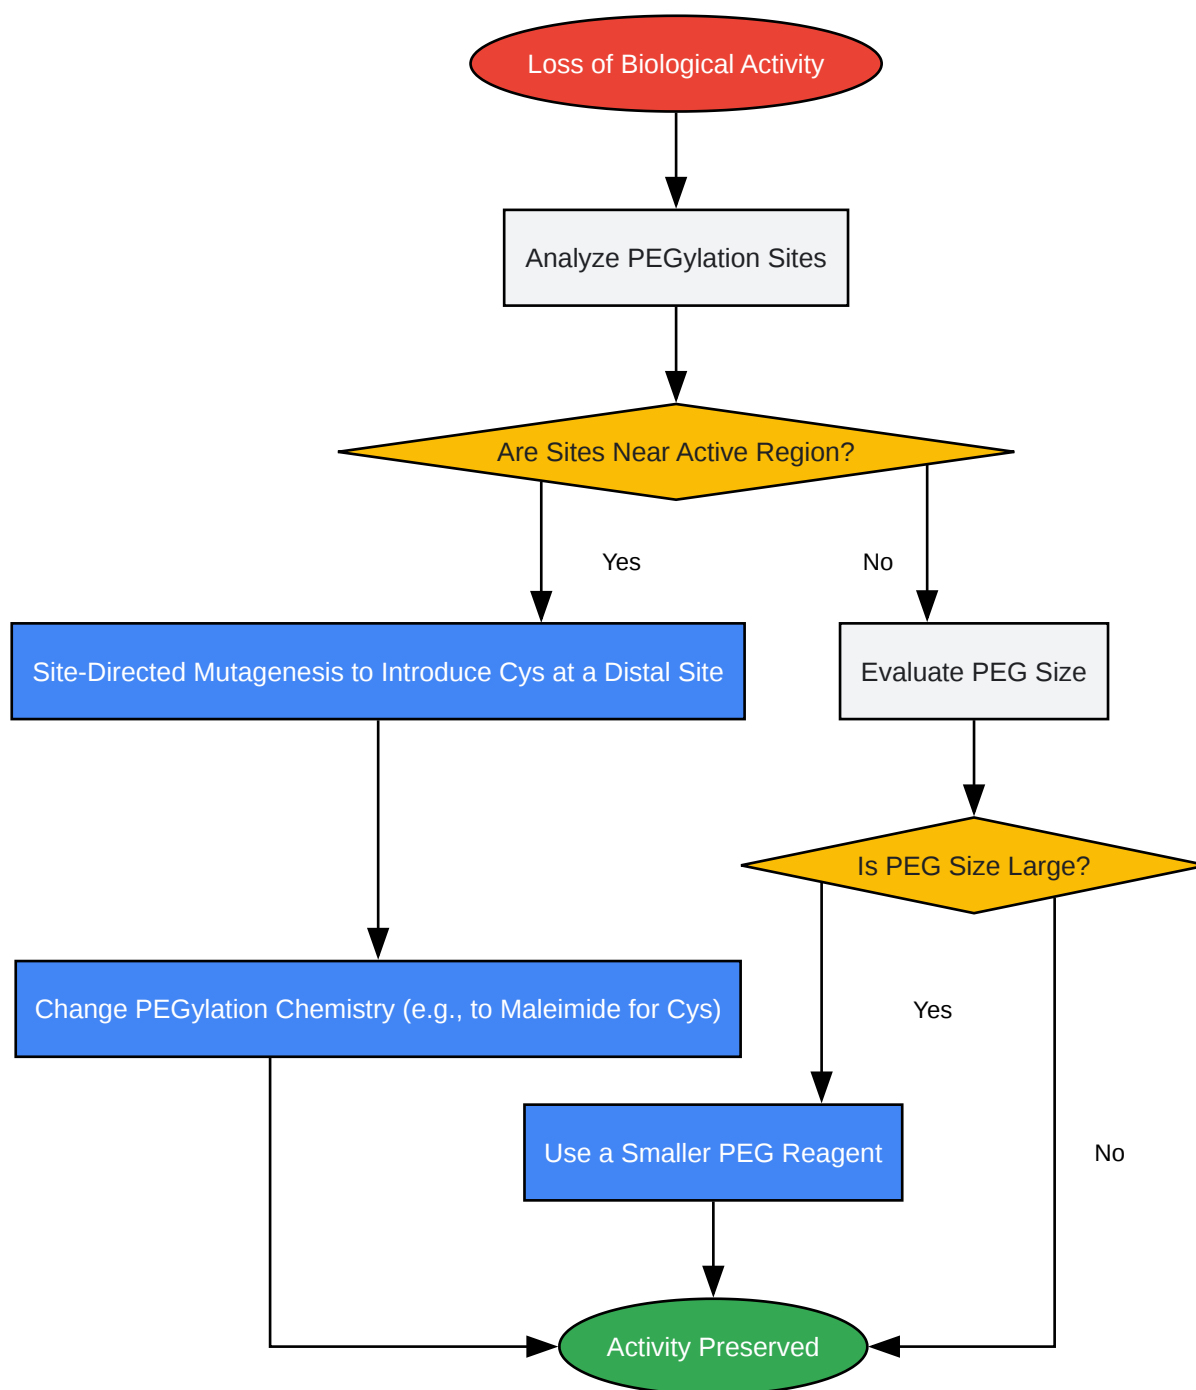 Loss of Biological Activity
Analyze PEGylation Sites
Are Sites Near Active Region?
Yes
No
Site-Directed Mutagenesis to Introduce Cys at a Distal Site
Evaluate PEG Size
Is PEG Size Large?
Change PEGylation Chemistry (e.g., to Maleimide for Cys)
Yes
Use a Smaller PEG Reagent
No
Activity Preserved